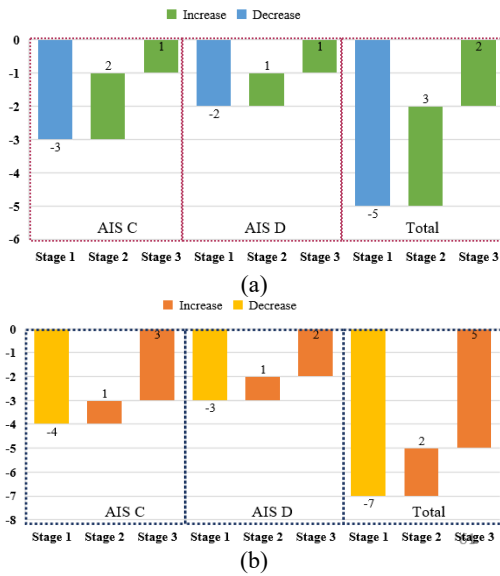 Increase Decrease
0 1 1 2
-1 2 1
-2 -2 3
-3 -3
-4
-5 -5
-6 AIS C AIS D Total
Stage 1 Stage 2 Stage 3 Stage 1 Stage 2 Stage 3 Stage 1 Stage 2 Stage 3
(a)
Increase Decrease
0 3 2 5
-1
-2 1
-3 1 -3
-4 -4
-5 2
-6
-7 -7
-8 AIS C AIS D Total
Stage 1 Stage 2 Stage 3 Stage 1 Stage 2 Stage 3 Stage 1 Stage 2 Stage 3
(b)